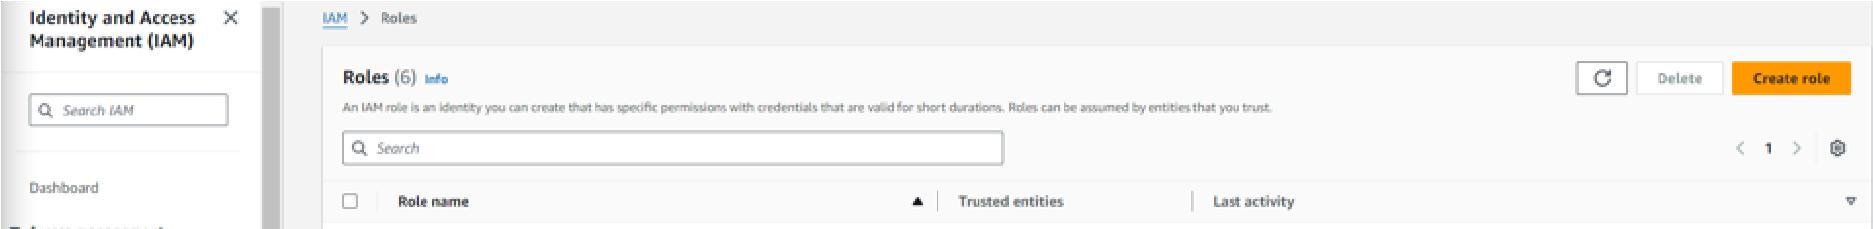 Identity and Access
Management (IAM)
Search IAM
Dashboard
IAM > Roles
Roles (6) Info
Delete
Create role
An IAM role is an identity you can create that has specific permissions with credentials that are valid for short durations. Roles can be assumed by entities that you trust.
Search
1
Role name
Trusted entities
Last activity